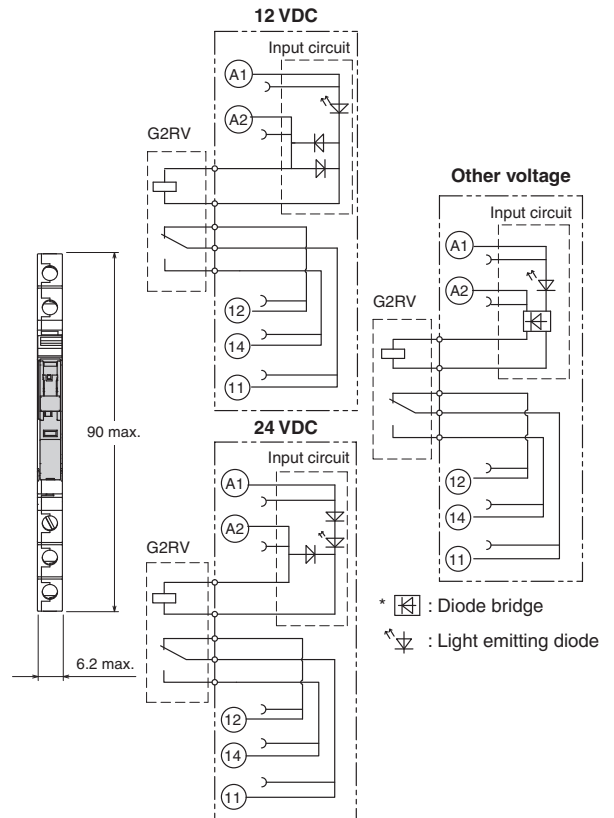 12 VDC
Input circuit
A1
A2
G2RV
12
14
11
Other voltage
Input circuit
A1
A2
G2RV
12
14
11
90 max.
6.2 max.
24 VDC
Input circuit
A1
A2
G2RV
12
14
11
* : Diode bridge
: Light emitting diode